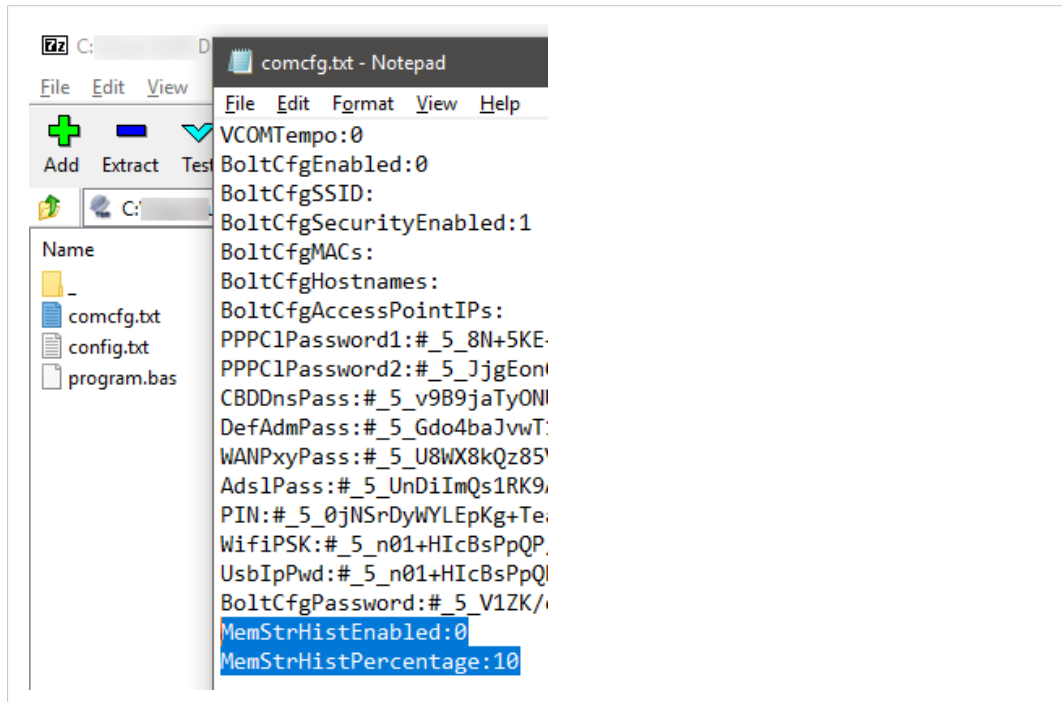 C:
comcfg.txt - Notepad
File Edit View
File Edit Format View Help
Add Extract Test
C:
Name
_
comcfg.txt
config.txt
program.bas
VCOMTempo:0
BoltCfgEnabled:0
BoltCfgSSID:
BoltCfgSecurityEnabled:1
BoltCfgMACs:
BoltCfgHostnames:
BoltCfgAccessPointIPs:
PPPClPassword1:#_5_8N+5KE
PPPClPassword2:#_5_JjgEon
CBDDnsPass:#_5_v9B9jaTyON
DefAdmPass:#_5_Gdo4baJvwT
WANPxyPass:#_5_U8WX8kQz85
AdslPass:#_5_UnDiImQs1RK9
PIN:#_5_0jNSrDyWYLEpKg+Tea
WifiPSK:#_5_n01+HIcBsPpQP
UsbIpPwd:#_5_n01+HIcBsPpQ
BoltCfgPassword:#_5_V1ZK/
MemStrHistEnabled:0
MemStrHistPercentage:10